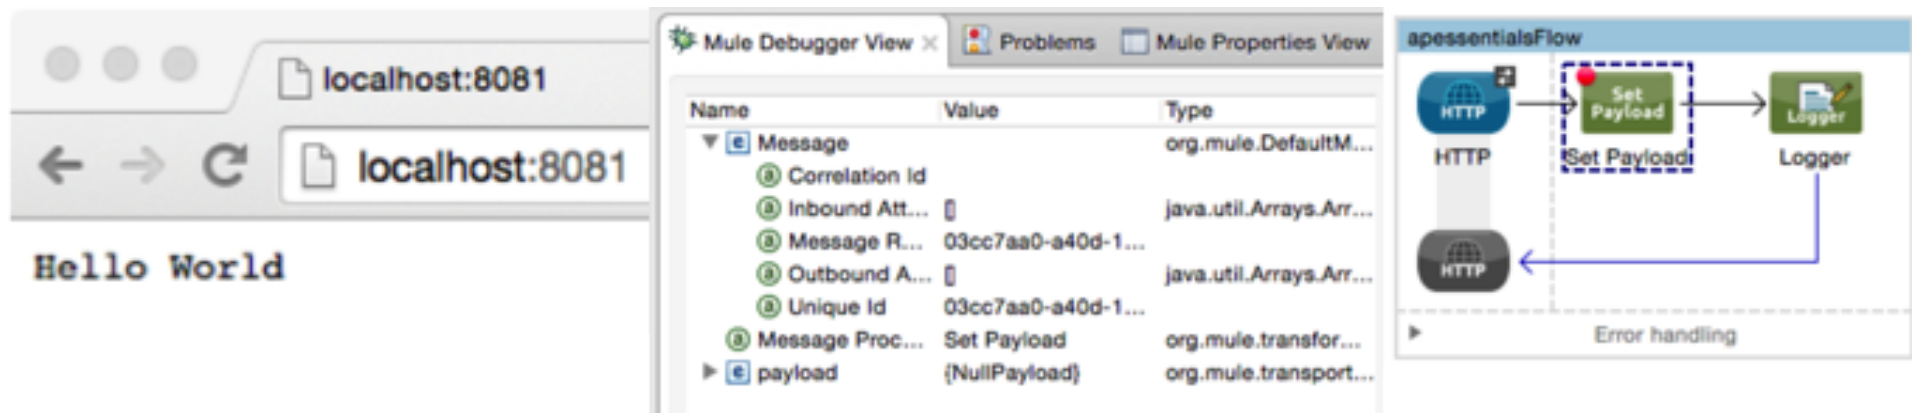 localhost:8081
localhost:8081
Hello World
Mule Debugger View Problems Mule Properties View
Name Value Type
Message org.mule.DefaultM...
Correlation Id
Inbound Att... [] java.util.Arrays.Arr...
Message R... 03cc7aa0-a40d-1...
Outbound A... [] java.util.Arrays.Arr...
Unique Id 03cc7aa0-a40d-1...
Message Proc... Set Payload org.mule.transfor...
payload {NullPayload} org.mule.transport...
apessentialsFlow
HTTP
Set
Payload
Logger
HTTP Set Payload Logger
HTTP
Error handling